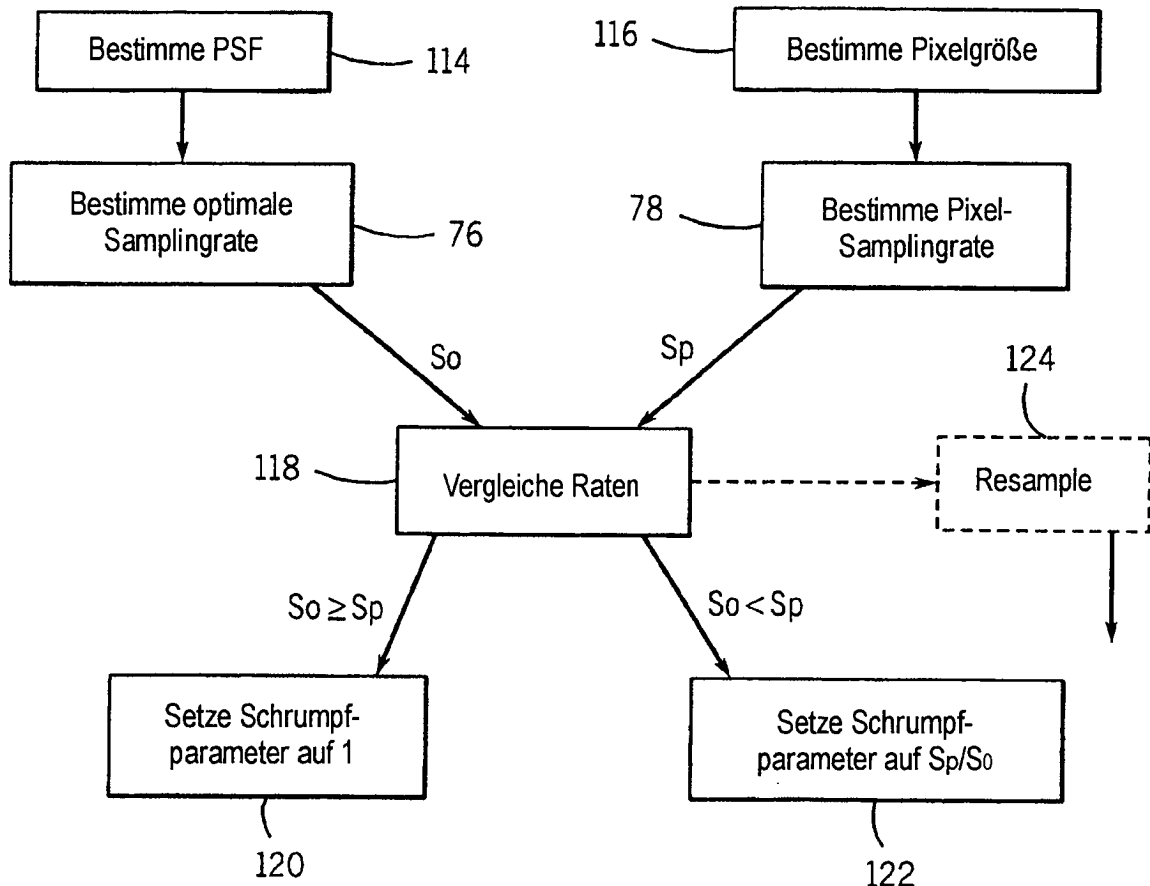 Bestimme PSF
114
116
Bestimme Pixelgröße
Bestimme optimale
Samplingrate
76
78
Bestimme Pixel-
Samplingrate
So
Sp
124
118
Vergleiche Raten
Resample
So ≥ Sp
So < Sp
Setze Schrumpf-
parameter auf 1
Setze Schrumpf-
parameter auf Sp/So
120
122